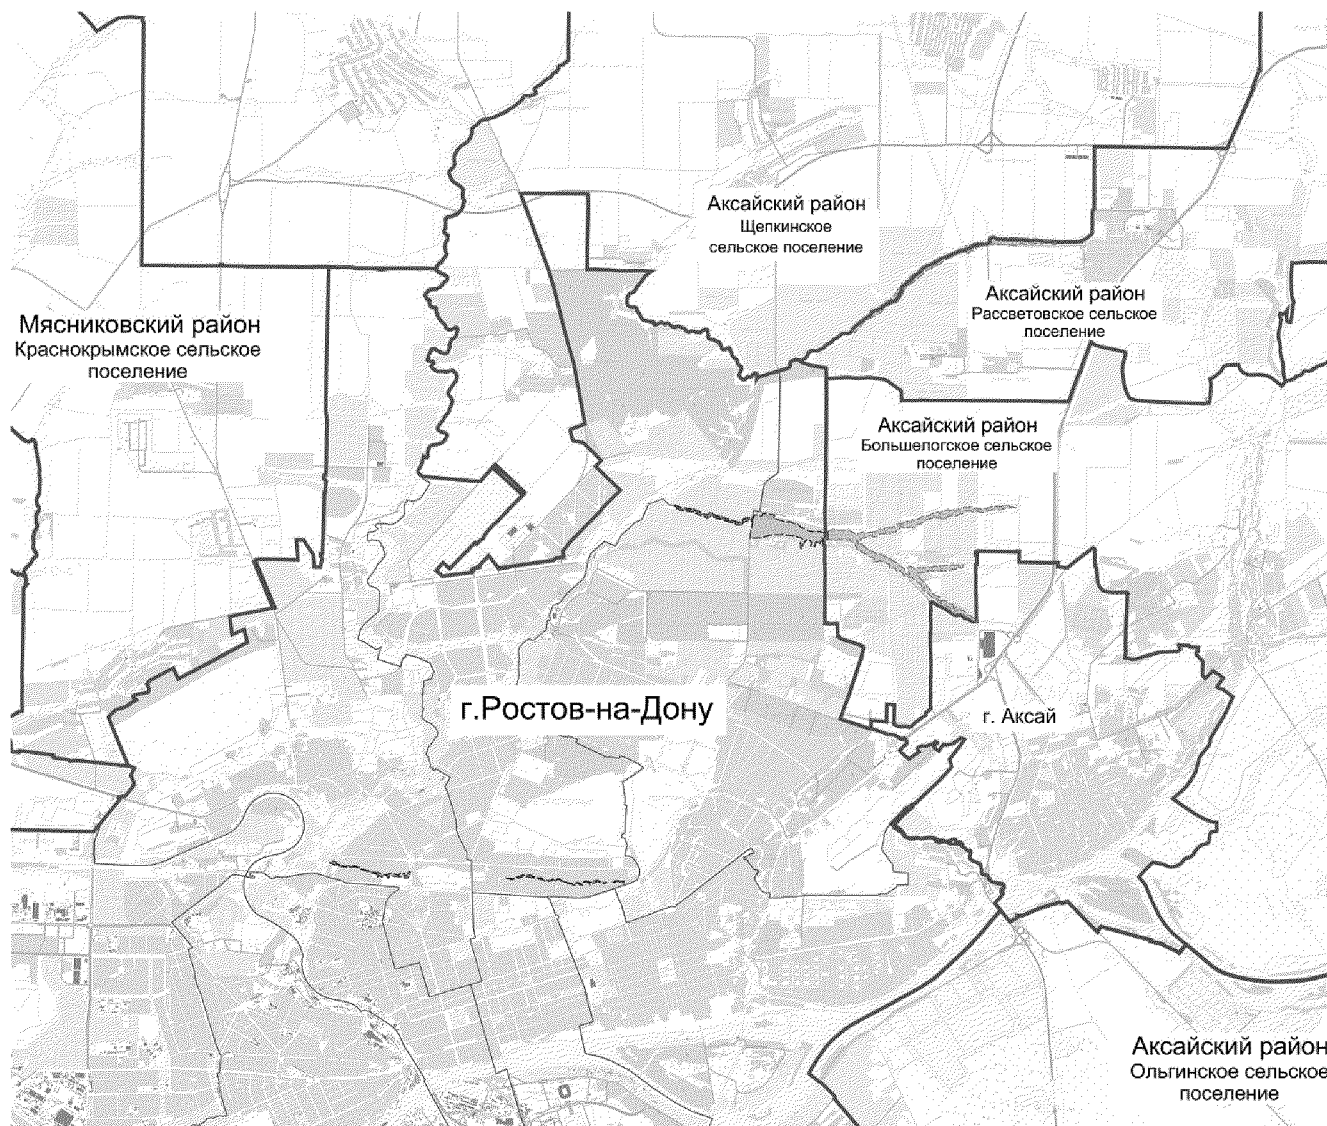 Аксайский район
Щепкинское
сельское поселение
Аксайский район
Рассветовское сельское
поселение
Мясниковский район
Краснокрымское сельское
поселение
Аксайский район
Большелогское сельское
поселение
г.Ростов-на-Дону
г. Аксай
Аксайский район
Ольгинское сельское
поселение